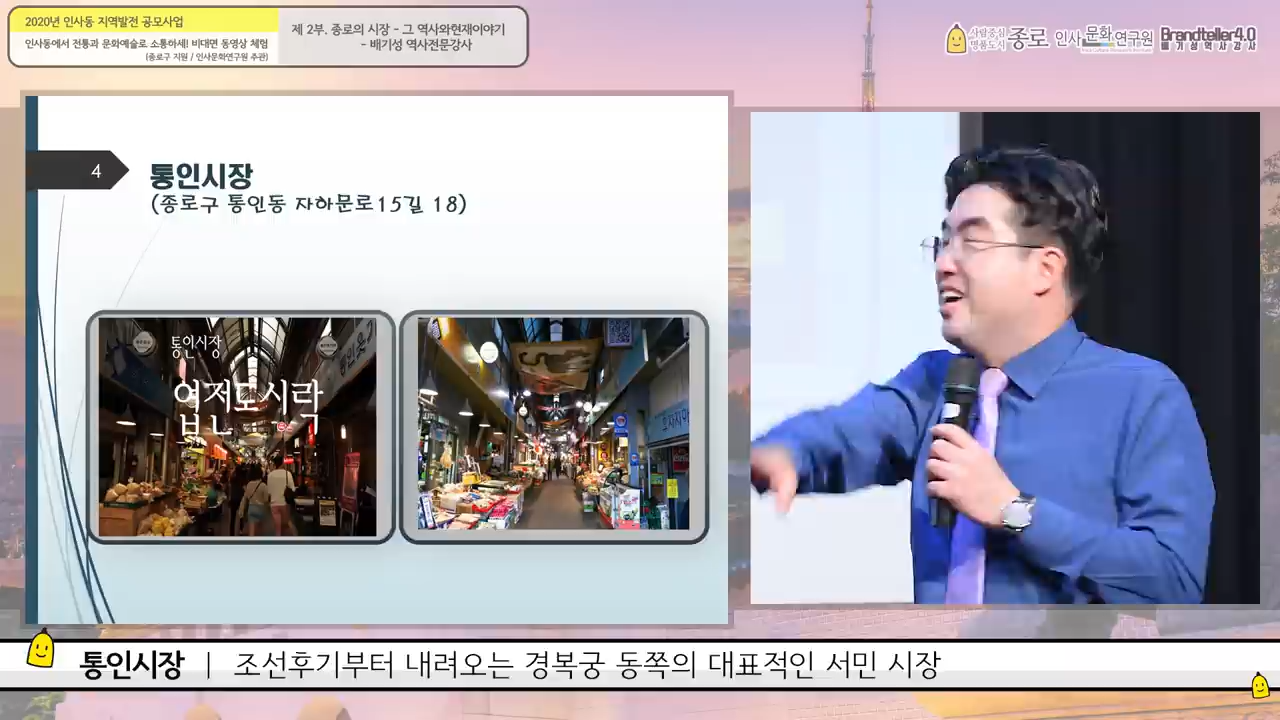 2020년 인사동 지역발전 공모사업
인사동에서 전통과 문화예술로 소통하세! 비대면 동영상 체험
(종로구 지원 / 인사문화연구원 주관)
제 2부. 종로의 시장 - 그 역사와현재이야기
- 배기성 역사전문강사
사람중심
명품도시
종로
인사문화연구원
Brandteller4.0
배기성역사강사
4
통인시장
(종로구 통인동 자하문로15길 18)
통인시장
엽전도시락
통인시장 | 조선후기부터 내려오는 경복궁 동쪽의 대표적인 서민 시장